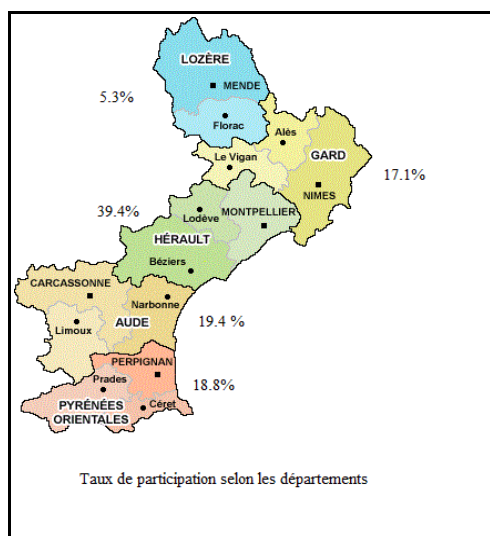 LOZÈRE
MENDE
5.3%
Florac
Alès
Le Vigan
GARD
17.1%
NIMES
39.4%
MONTPELLIER
Lodève
HÉRAULT
Béziers
CARCASSONNE
Narbonne
Limoux
AUDE
19.4 %
PERPIGNAN
18.8%
Prades
Céret
PYRÉNÉES
ORIENTALES
Taux de participation selon les départements